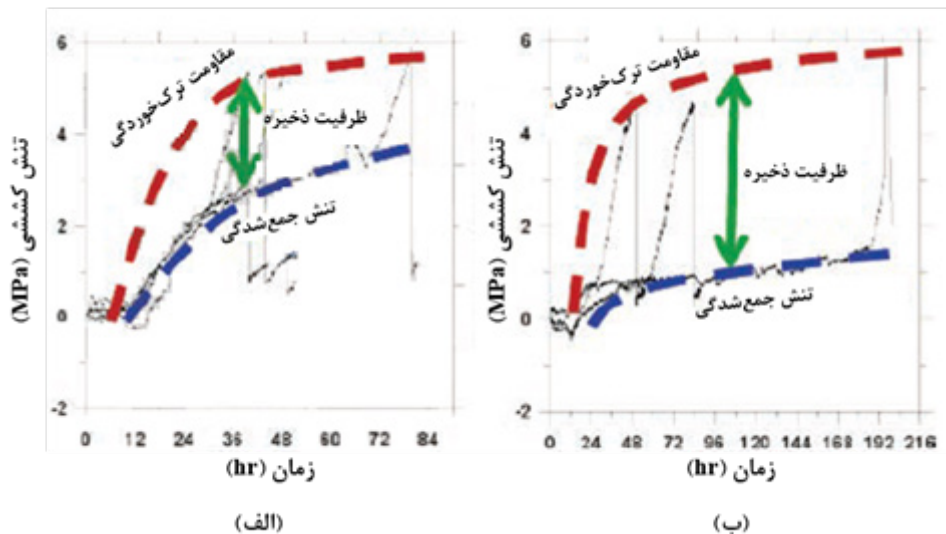 6
4
2
0
-2
تنش کششی (MPa)
مقاومت ترک‌خوردگی
ظرفیت ذخیره
تنش جمع‌شدگی
0 12 24 36 48 60 72 84
زمان (hr)
(الف)
6
4
2
0
-2
تنش کششی (MPa)
مقاومت ترک‌خوردگی
ظرفیت ذخیره
تنش جمع‌شدگی
0 24 48 72 96 120 144 168 192 216
زمان (hr)
(ب)